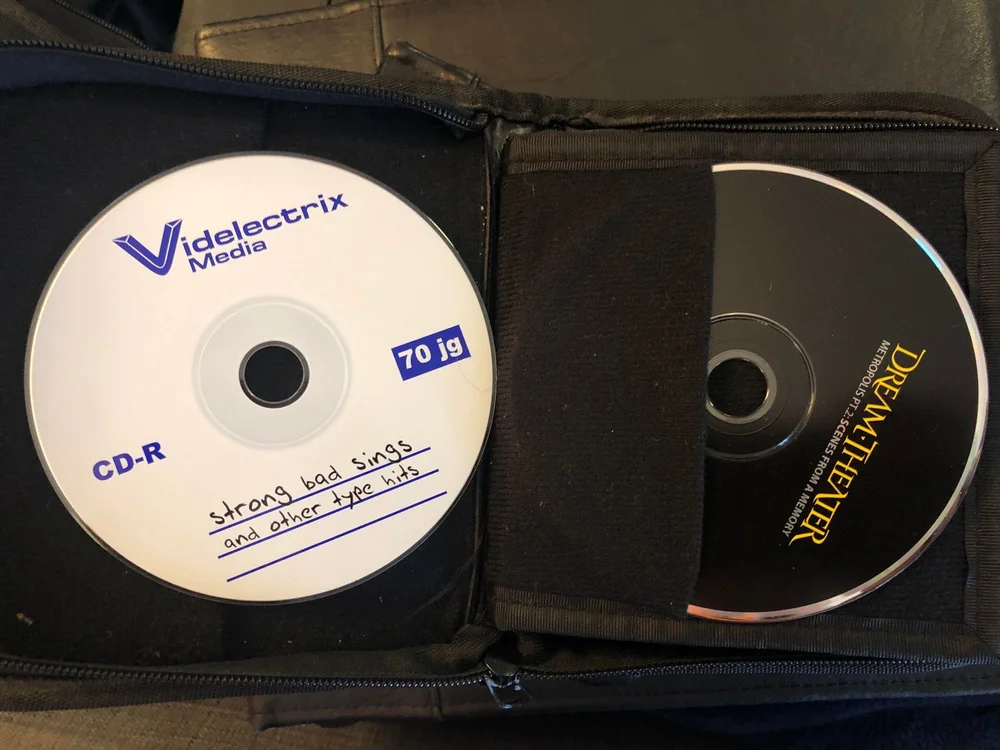 Videlectrix
Media
70 jg
CD-R
strong bad sings
and other type hits
DREAM THEATER
METROPOLIS PT.2: SCENES FROM A MEMORY